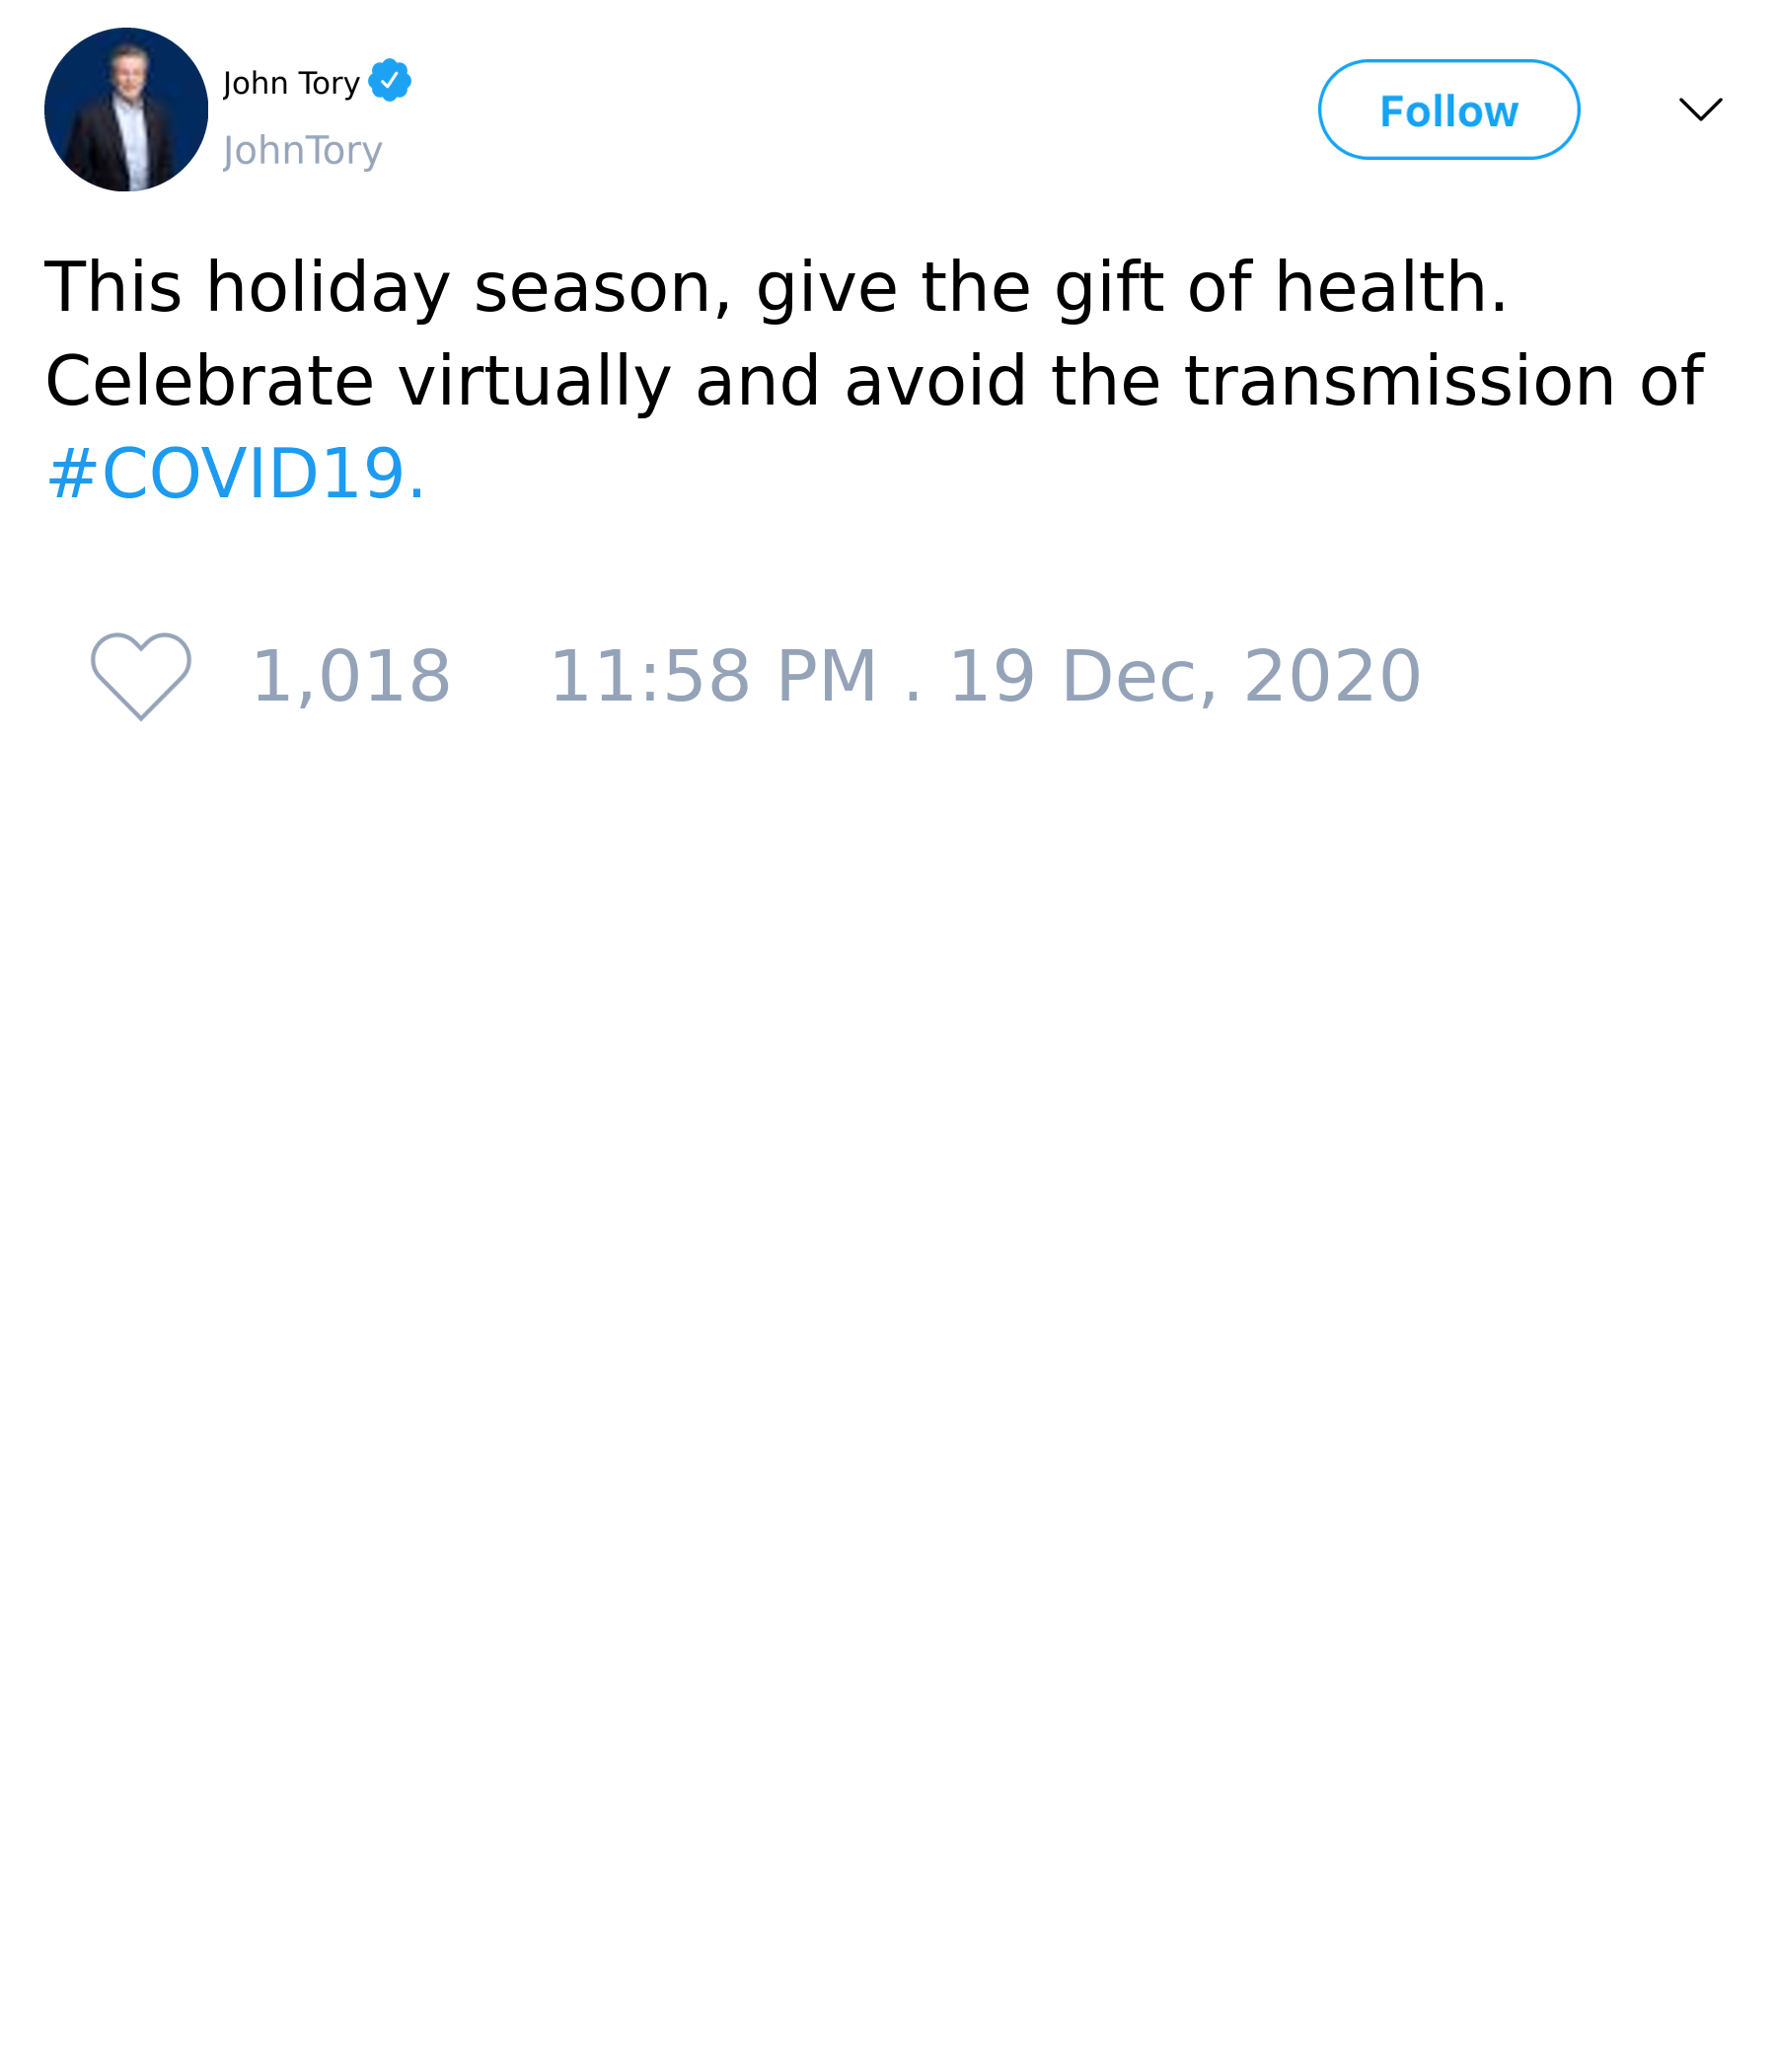 John Tory
JohnTory
Follow
This holiday season, give the gift of health.
Celebrate virtually and avoid the transmission of
#COVID19.
1,018 11:58 PM . 19 Dec, 2020